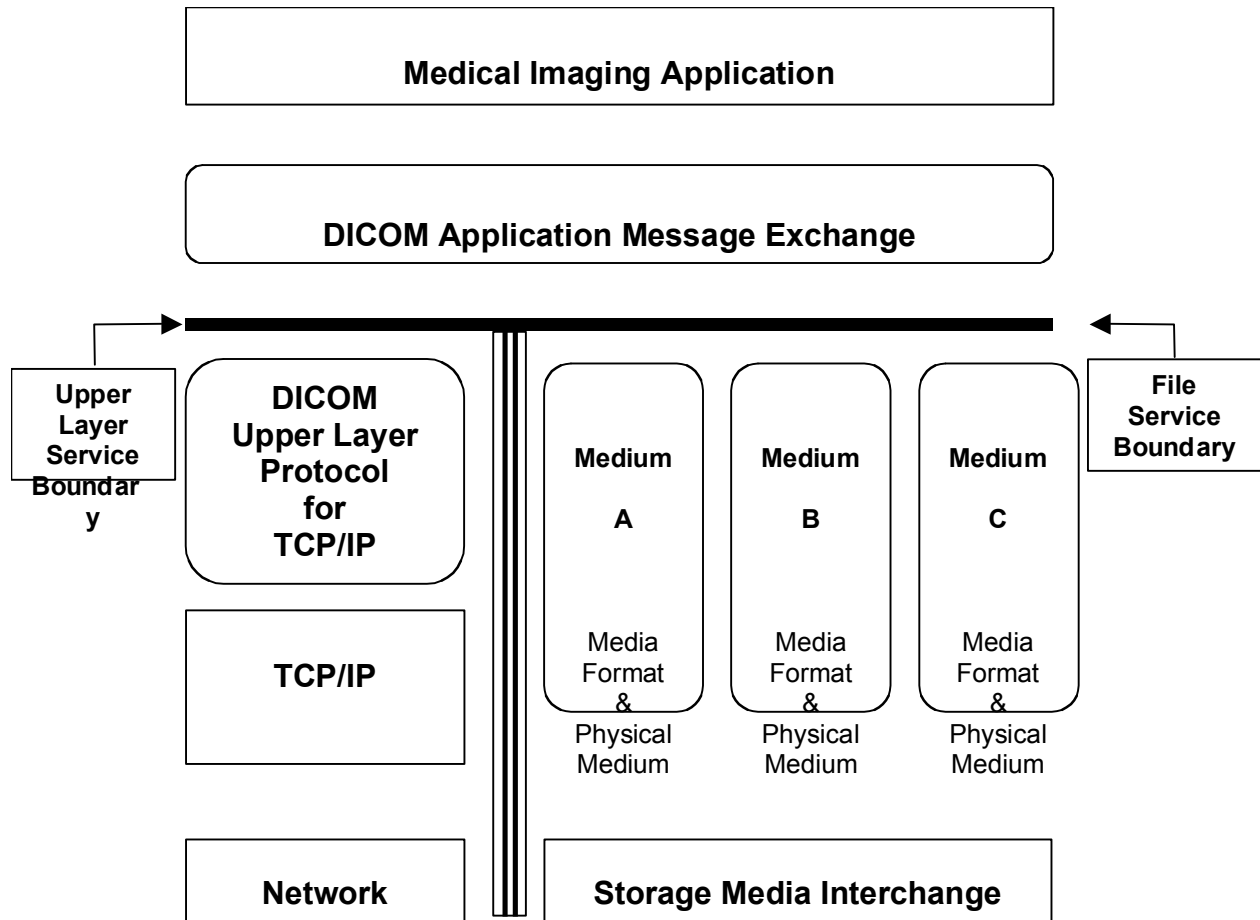 Medical Imaging Application
DICOM Application Message Exchange
Upper
Layer
Service
Boundar
y
DICOM
Upper Layer
Protocol
for
TCP/IP
TCP/IP
Medium
A
Media
Format
&
Physical
Medium
Medium
B
Media
Format
&
Physical
Medium
Medium
C
Media
Format
&
Physical
Medium
File
Service
Boundary
Network
Storage Media Interchange